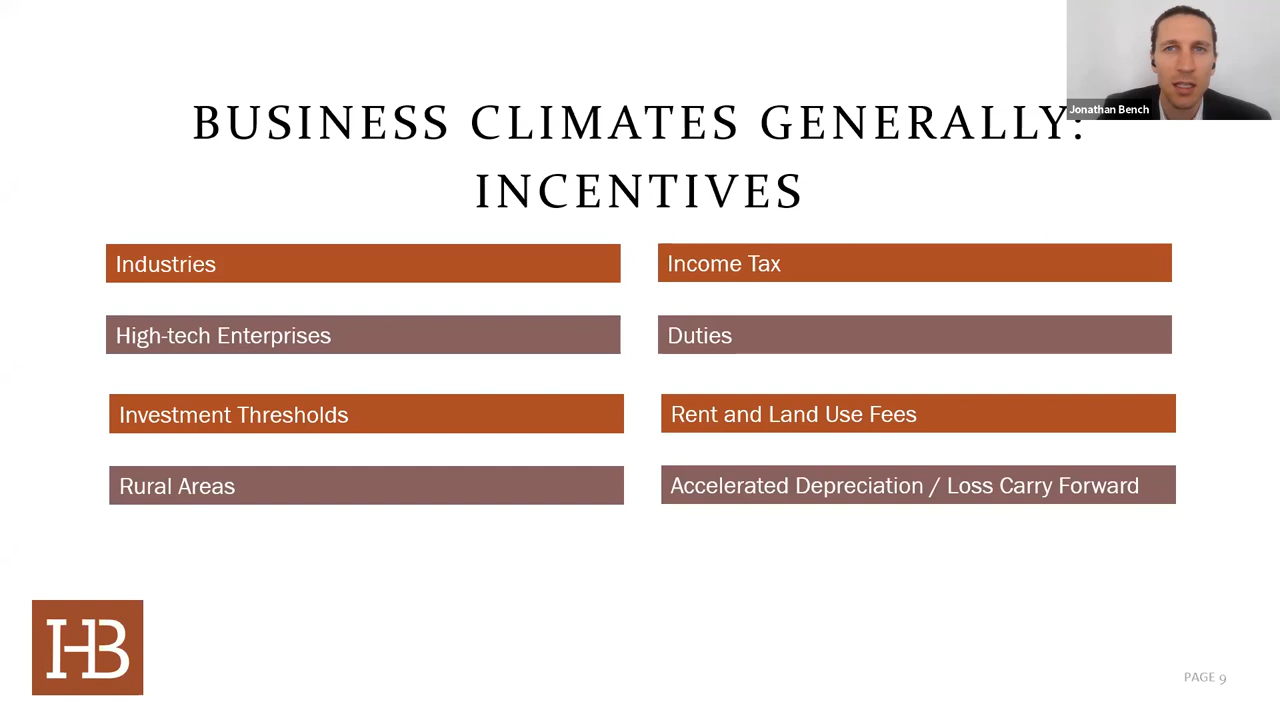 Jonathan Bench
BUSINESS CLIMATES GENERALLY:
INCENTIVES
Industries
Income Tax
High-tech Enterprises
Duties
Investment Thresholds
Rent and Land Use Fees
Rural Areas
Accelerated Depreciation / Loss Carry Forward
HB
PAGE 9